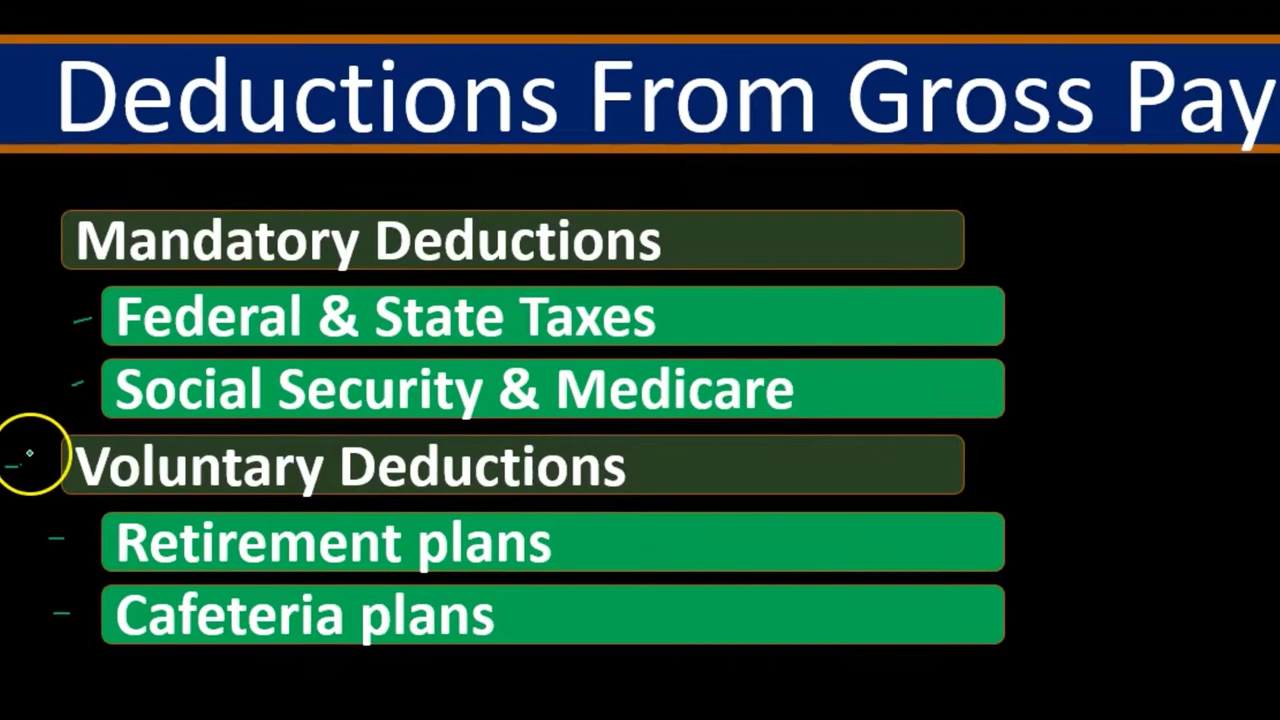 Deductions From Gross Pay
Mandatory Deductions
Federal & State Taxes
Social Security & Medicare
Voluntary Deductions
Retirement plans
Cafeteria plans